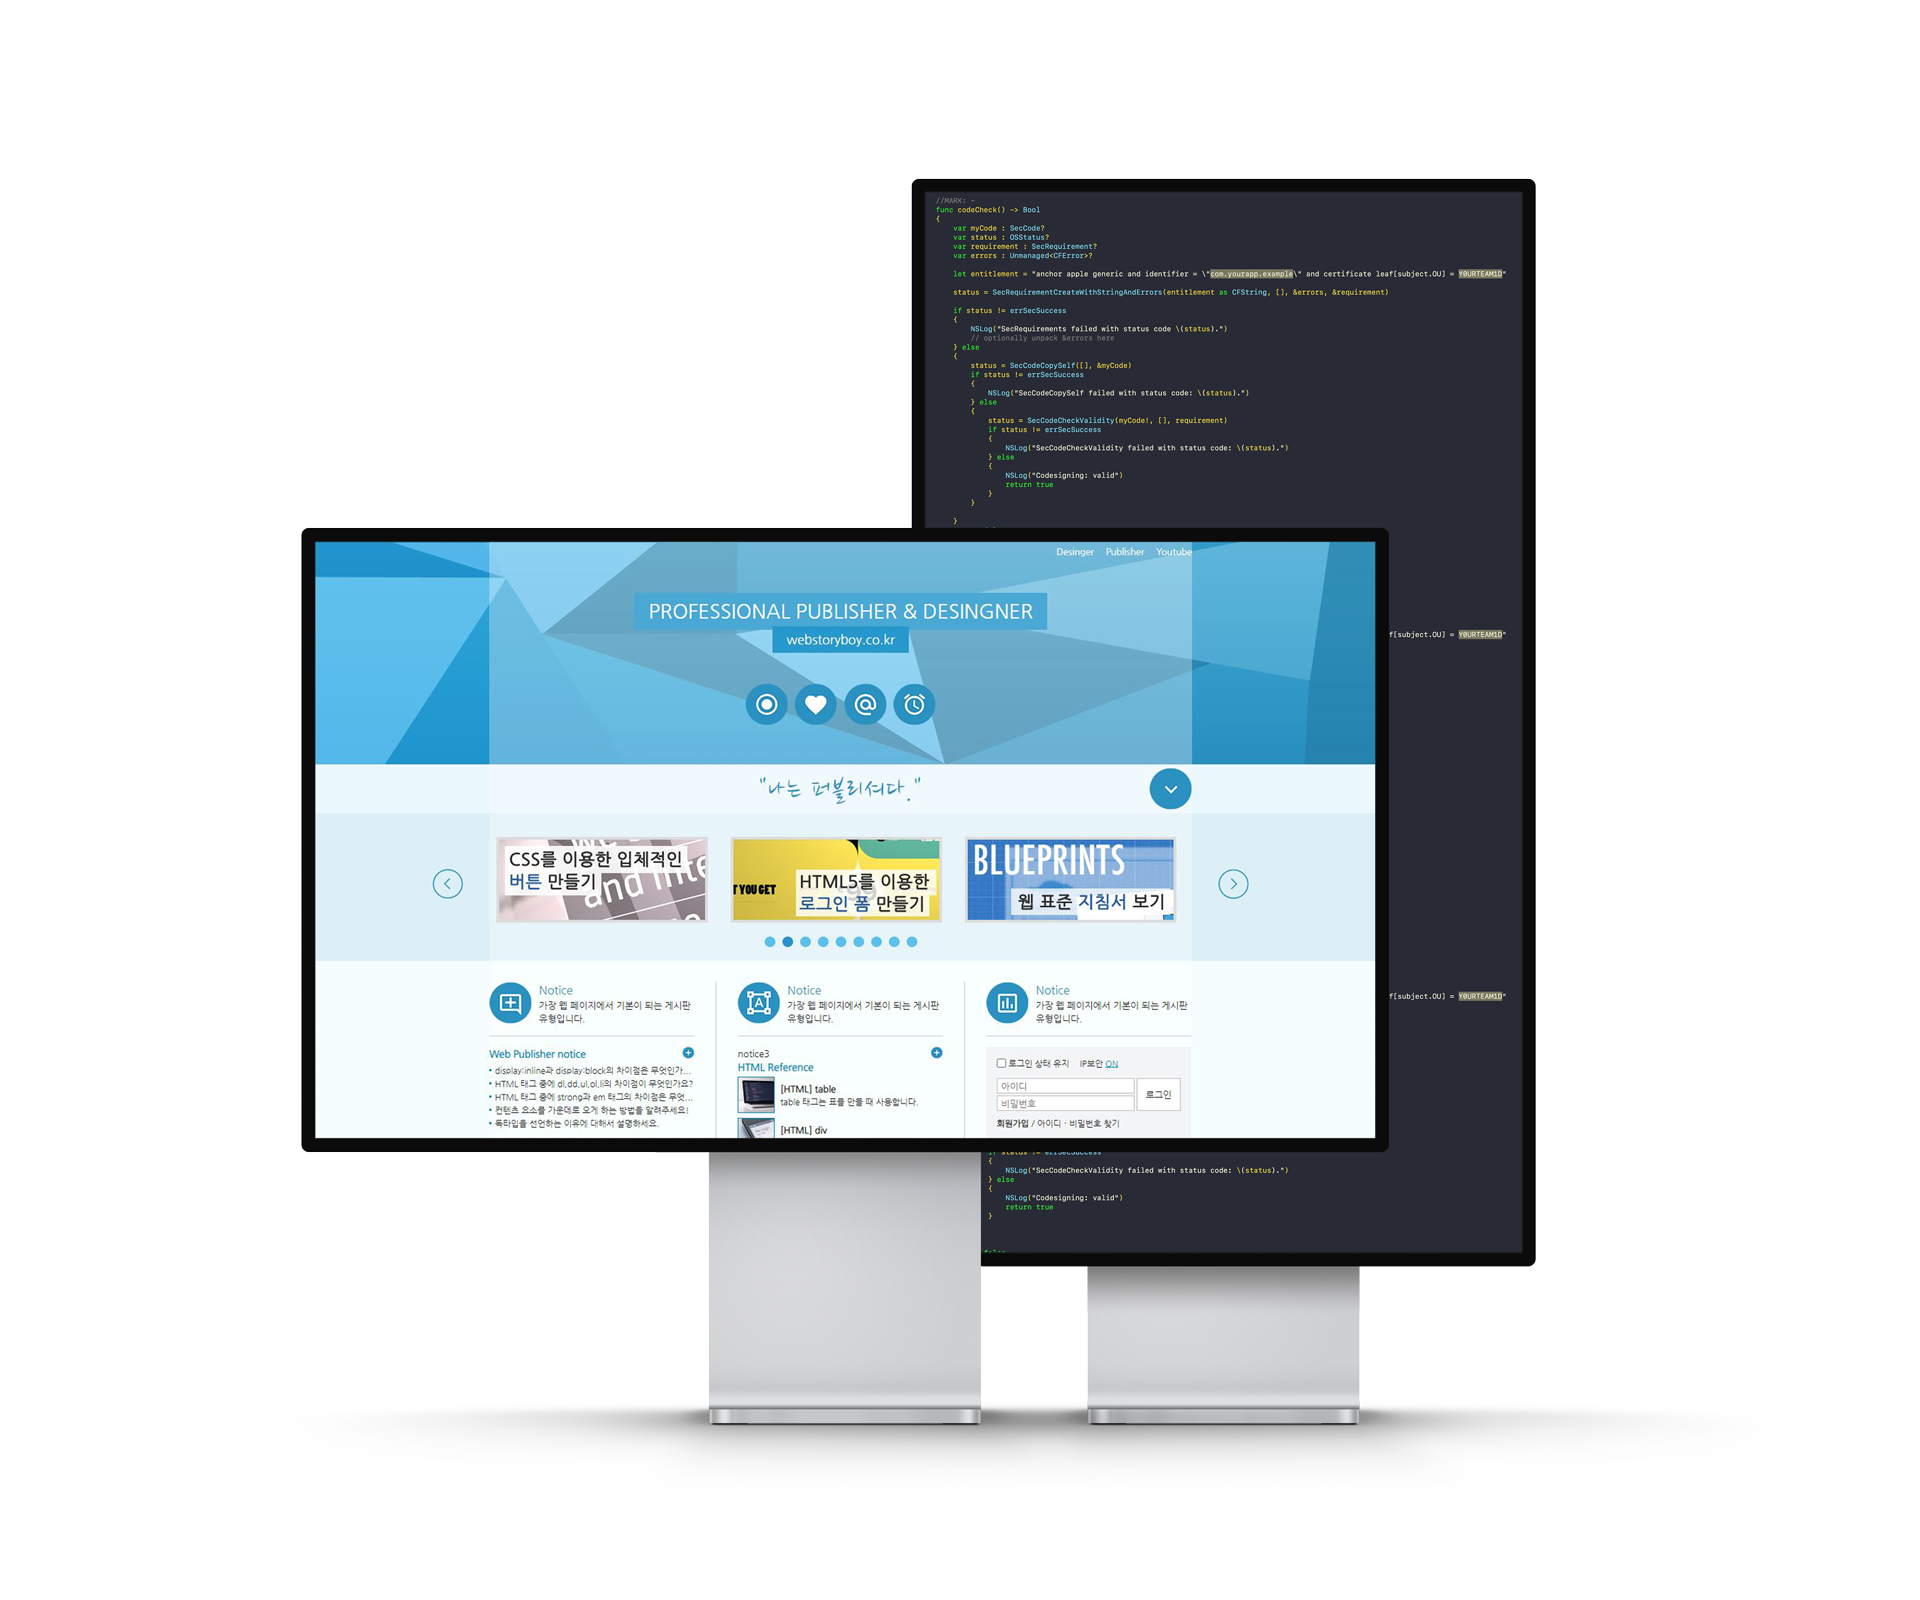 //MARK: -
func codeCheck() -> Bool
{
var myCode : SecCode?
var status : OSStatus?
var requirement : SecRequirement?
var errors : Unmanaged<CFError>?
let entitlement = "anchor apple generic and identifier = \"com.yourapp.example\" and certificate leaf[subject.OU] = Y0URTEAM1D"
status = SecRequirementCreateWithStringAndErrors(entitlement as CFString, [], &errors, &requirement)
if status != errSecSuccess
{
NSLog("SecRequirements failed with status code \(status).")
// optionally unpack &errors here
} else
{
status = SecCodeCopySelf([], &myCode)
if status != errSecSuccess
{
NSLog("SecCodeCopySelf failed with status code: \(status).")
} else
{
status = SecCodeCheckValidity(myCode!, [], requirement)
if status != errSecSuccess
{
NSLog("SecCodeCheckValidity failed with status code: \(status).")
} else
{
NSLog("Codesigning: valid")
return true
}
}
}
f[subject.OU] = Y0URTEAM1D"
f[subject.OU] = Y0URTEAM1D"
if status != errSecSuccess
{
NSLog("SecCodeCheckValidity failed with status code: \(status).")
} else
{
NSLog("Codesigning: valid")
return true
}
Desinger Publisher Youtube
PROFESSIONAL PUBLISHER & DESINGNER
webstoryboy.co.kr
"나는 퍼블리셔다."
CSS를 이용한 입체적인
버튼 만들기
and inte
T YOU GET
HTML5를 이용한
로그인 폼 만들기
BLUEPRINTS
웹 표준 지침서 보기
Notice
가장 웹 페이지에서 기본이 되는 게시판
유형입니다.
Web Publisher notice
display:inline과 display:block의 차이점은 무엇인가...
HTML 태그 중에 dl,dd,ul,ol,li의 차이점이 무엇인가요?
HTML 태그 중에 strong과 em 태그의 차이점은 무엇...
컨텐츠 요소를 가운데로 오게 하는 방법을 알려주세요!
독타입을 선언하는 이유에 대해서 설명하세요.
Notice
가장 웹 페이지에서 기본이 되는 게시판
유형입니다.
notice3
HTML Reference
[HTML] table
table 태그는 표를 만들 때 사용합니다.
[HTML] div
Notice
가장 웹 페이지에서 기본이 되는 게시판
유형입니다.
로그인 상태 유지 IP보안 ON
아이디
비밀번호
로그인
회원가입 / 아이디 · 비밀번호 찾기